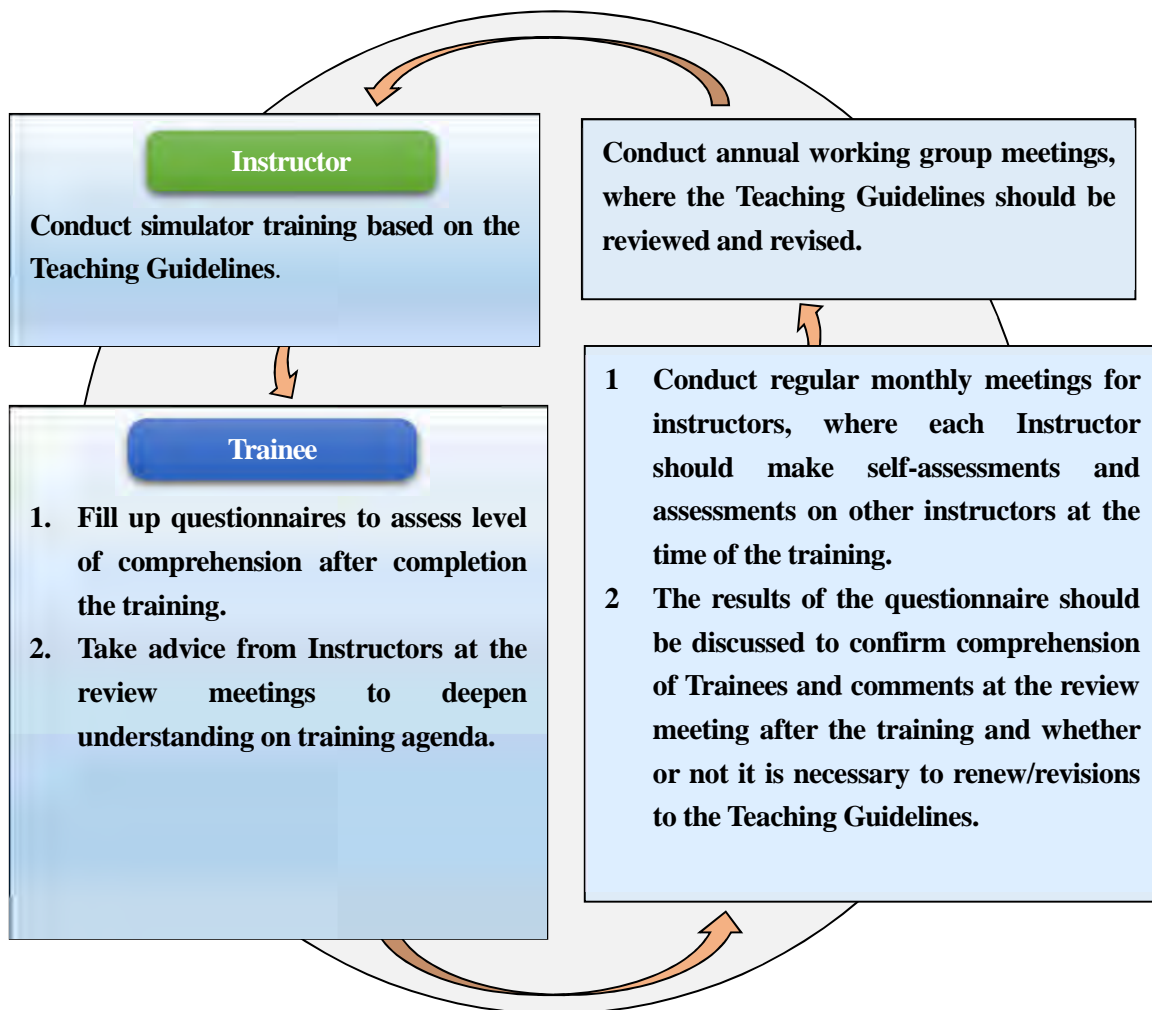 Instructor
Conduct simulator training based on the
Teaching Guidelines.
Trainee
1. Fill up questionnaires to assess level
of comprehension after completion
the training.
2. Take advice from Instructors at the
review meetings to deepen
understanding on training agenda.
Conduct annual working group meetings,
where the Teaching Guidelines should be
reviewed and revised.
1 Conduct regular monthly meetings for
instructors, where each Instructor
should make self-assessments and
assessments on other instructors at the
time of the training.
2 The results of the questionnaire should
be discussed to confirm comprehension
of Trainees and comments at the review
meeting after the training and whether
or not it is necessary to renew/revisions
to the Teaching Guidelines.